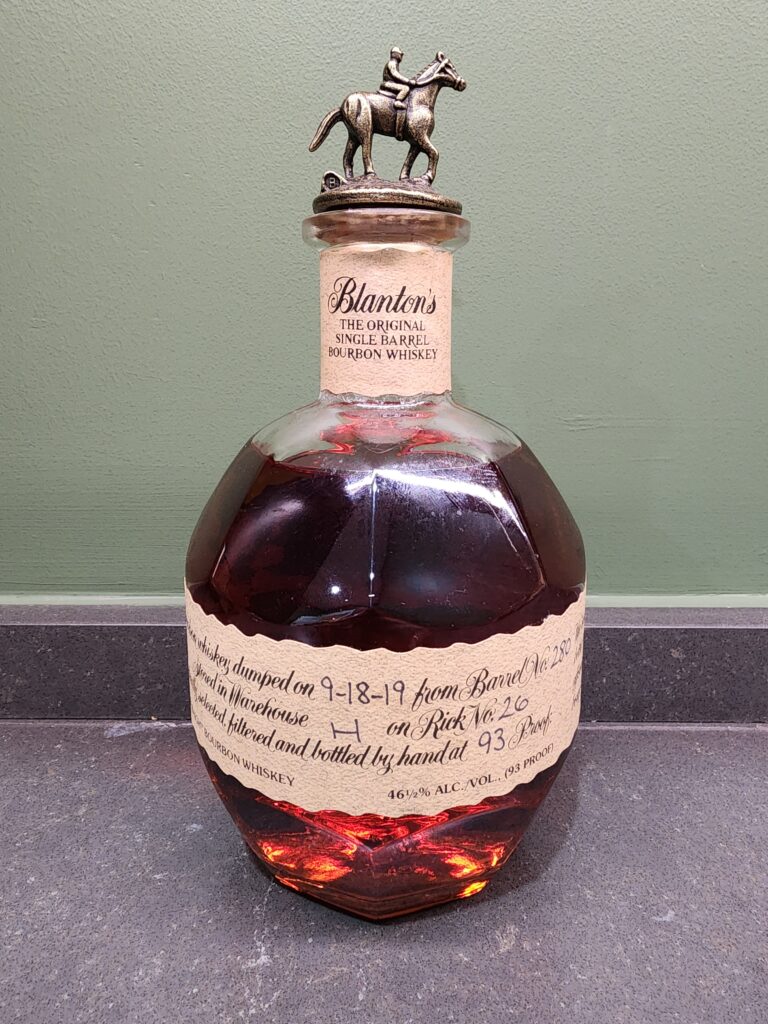 Blanton's
THE ORIGINAL
SINGLE BARREL
BOURBON WHISKEY
whiskey dumped on 9-18-19 from Barrel No. 280
stored in Warehouse H on Rick No. 26
selected, filtered and bottled by hand at 93 Proof.
BOURBON WHISKEY
46½% ALC./VOL., (93 PROOF)